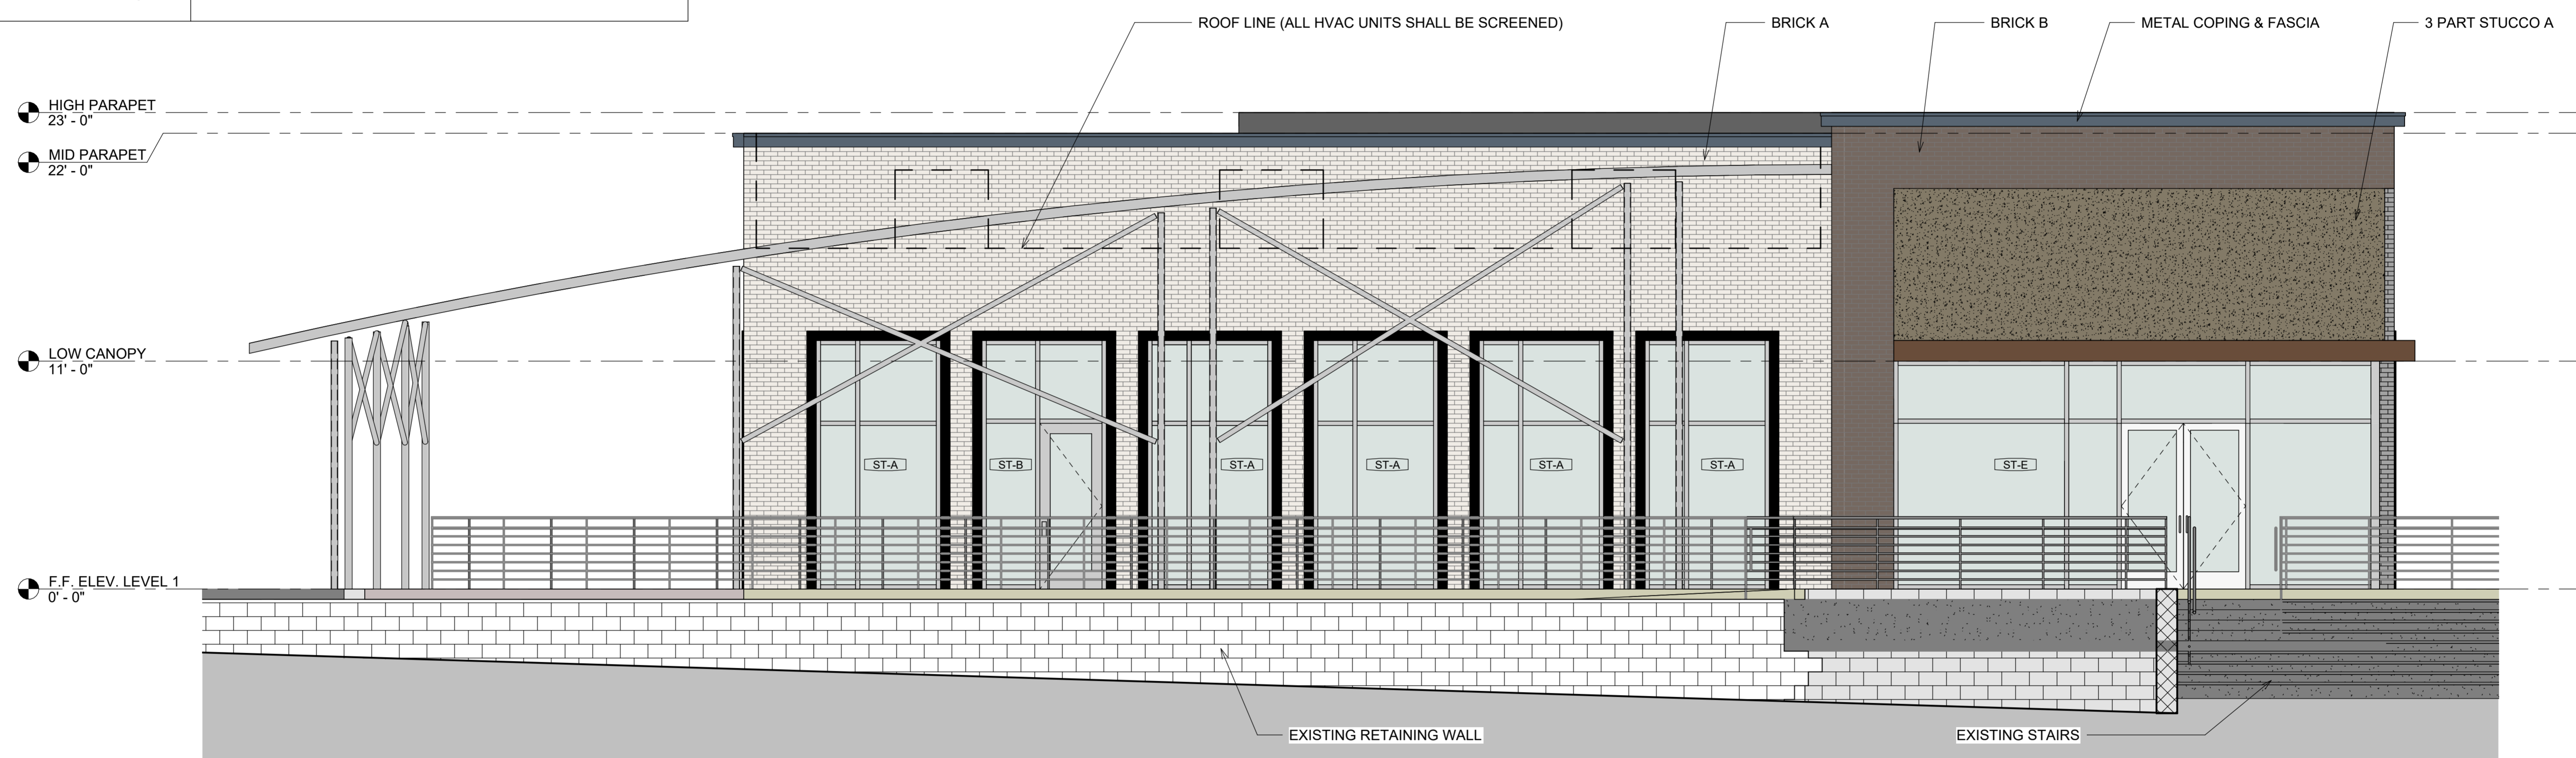 ROOF LINE (ALL HVAC UNITS SHALL BE SCREENED)
BRICK A
BRICK B
METAL COPING & FASCIA
3 PART STUCCO A
HIGH PARAPET
23' - 0"
MID PARAPET
22' - 0"
LOW CANOPY
11' - 0"
ST-A
ST-B
ST-A
ST-A
ST-A
ST-A
ST-E
F.F. ELEV. LEVEL 1
0' - 0"
EXISTING RETAINING WALL
EXISTING STAIRS